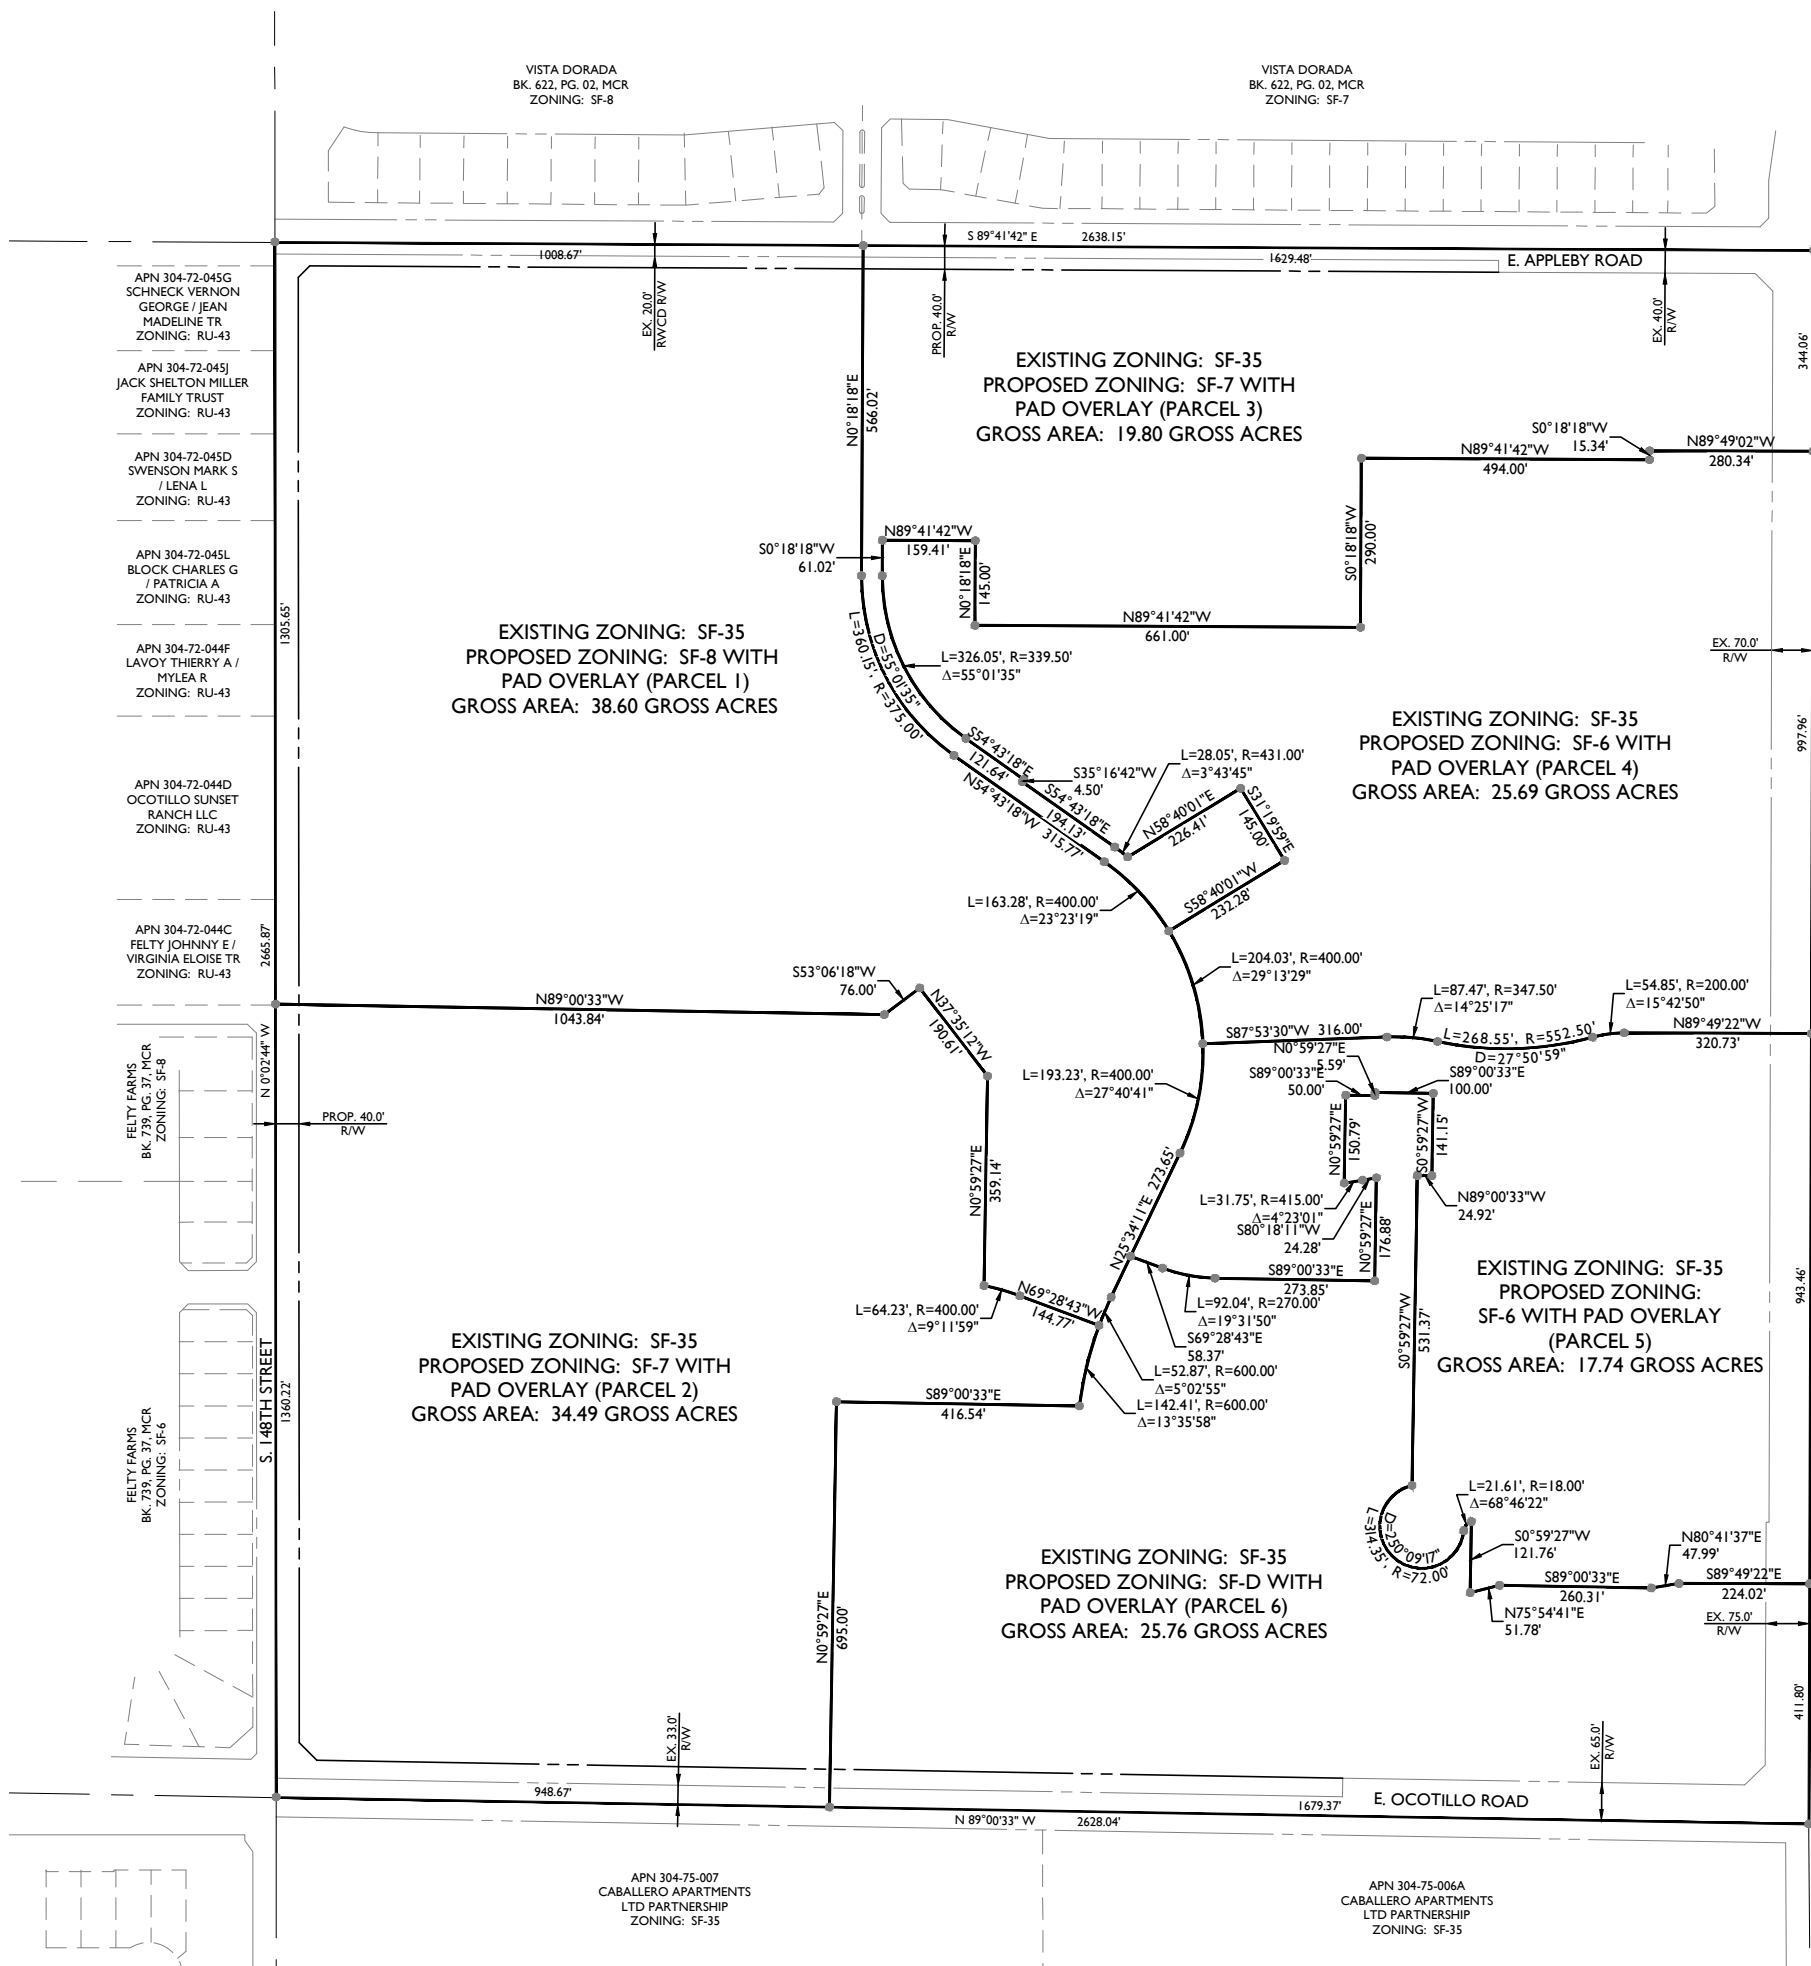 VISTA DORADA
BK. 622, PG. 02, MCR
ZONING: SF-8
VISTA DORADA
BK. 622, PG. 02, MCR
ZONING: SF-7
S 89°41'42" E 2638.15'
1008.67'
1629.48'
E. APPLEBY ROAD
EX. 20.0'
RWCD R/W
PROP. 40.0'
R/W
EX. 40.0'
R/W
344.06'
APN 304-72-045G
SCHNECK VERNON
GEORGE / JEAN
MADELINE TR
ZONING: RU-43
APN 304-72-045J
JACK SHELTON MILLER
FAMILY TRUST
ZONING: RU-43
APN 304-72-045D
SWENSON MARK S
/ LENA L
ZONING: RU-43
APN 304-72-045L
BLOCK CHARLES G
/ PATRICIA A
ZONING: RU-43
APN 304-72-044F
LAVOY THIERRY A /
MYLEA R
ZONING: RU-43
APN 304-72-044D
OCOTILLO SUNSET
RANCH LLC
ZONING: RU-43
APN 304-72-044C
FELTY JOHNNY E /
VIRGINIA ELOISE TR
ZONING: RU-43
1305.65'
2665.87'
N 0°02'44" W
N0°18'18"E
566.02'
EXISTING ZONING: SF-35
PROPOSED ZONING: SF-7 WITH
PAD OVERLAY (PARCEL 3)
GROSS AREA: 19.80 GROSS ACRES
S0°18'18"W
15.34'
N89°49'02"W
280.34'
N89°41'42"W
494.00'
S0°18'18"W
290.00'
N89°41'42"W
159.41'
S0°18'18"W
61.02'
N0°18'18"E
145.00'
N89°41'42"W
661.00'
EX. 70.0'
R/W
997.96'
EXISTING ZONING: SF-35
PROPOSED ZONING: SF-8 WITH
PAD OVERLAY (PARCEL 1)
GROSS AREA: 38.60 GROSS ACRES
L=360.15', R=375.00'
D=55°01'35"
L=326.05', R=339.50'
Δ=55°01'35"
EXISTING ZONING: SF-35
PROPOSED ZONING: SF-6 WITH
PAD OVERLAY (PARCEL 4)
GROSS AREA: 25.69 GROSS ACRES
S54°43'18"E
121.64'
S35°16'42"W
4.50'
L=28.05', R=431.00'
Δ=3°43'45"
S54°43'18"E
194.13'
N54°43'18"W 315.77'
N58°40'01"E
226.41'
S31°19'59"E
145.00'
S58°40'01"W
232.28'
L=163.28', R=400.00'
Δ=23°23'19"
L=204.03', R=400.00'
Δ=29°13'29"
S53°06'18"W
76.00'
N89°00'33"W
1043.84'
N37°35'12"W
190.61'
L=87.47', R=347.50'
Δ=14°25'17"
L=54.85', R=200.00'
Δ=15°42'50"
S87°53'30"W 316.00'
L=268.55', R=552.50'
D=27°50'59"
N89°49'22"W
320.73'
L=193.23', R=400.00'
Δ=27°40'41"
N0°59'27"E
5.59'
S89°00'33"E
50.00'
S89°00'33"E
100.00'
N0°59'27"E
150.79'
S0°59'27"W
141.15'
N89°00'33"W
24.92'
L=31.75', R=415.00'
Δ=4°23'01"
S80°18'11"W
24.28'
N0°59'27"E
176.88'
FELTY FARMS
BK. 739, PG. 37, MCR
ZONING: SF-8
PROP. 40.0'
R/W
N0°59'27"E
359.14'
N25°34'11"E 273.65'
S89°00'33"E
273.85'
L=92.04', R=270.00'
Δ=19°31'50"
S69°28'43"E
58.37'
L=64.23', R=400.00'
Δ=9°11'59"
N69°28'43"W
144.77'
L=52.87', R=600.00'
Δ=5°02'55"
L=142.41', R=600.00'
Δ=13°35'58"
S0°59'27"W
531.37'
EXISTING ZONING: SF-35
PROPOSED ZONING:
SF-6 WITH PAD OVERLAY
(PARCEL 5)
GROSS AREA: 17.74 GROSS ACRES
943.46'
EXISTING ZONING: SF-35
PROPOSED ZONING: SF-7 WITH
PAD OVERLAY (PARCEL 2)
GROSS AREA: 34.49 GROSS ACRES
S89°00'33"E
416.54'
S. 148TH STREET
1360.22'
FELTY FARMS
BK. 739, PG. 37, MCR
ZONING: SF-6
L=21.61', R=18.00'
Δ=68°46'22"
D=250°09'17"
L=314.35', R=72.00'
S0°59'27"W
121.76'
N80°41'37"E
47.99'
S89°00'33"E
260.31'
S89°49'22"E
224.02'
N75°54'41"E
51.78'
EX. 75.0'
R/W
EXISTING ZONING: SF-35
PROPOSED ZONING: SF-D WITH
PAD OVERLAY (PARCEL 6)
GROSS AREA: 25.76 GROSS ACRES
N0°59'27"E
695.00'
411.80'
EX. 33.0'
R/W
EX. 65.0'
R/W
948.67'
1679.37'
E. OCOTILLO ROAD
N 89°00'33" W 2628.04'
APN 304-75-007
CABALLERO APARTMENTS
LTD PARTNERSHIP
ZONING: SF-35
APN 304-75-006A
CABALLERO APARTMENTS
LTD PARTNERSHIP
ZONING: SF-35